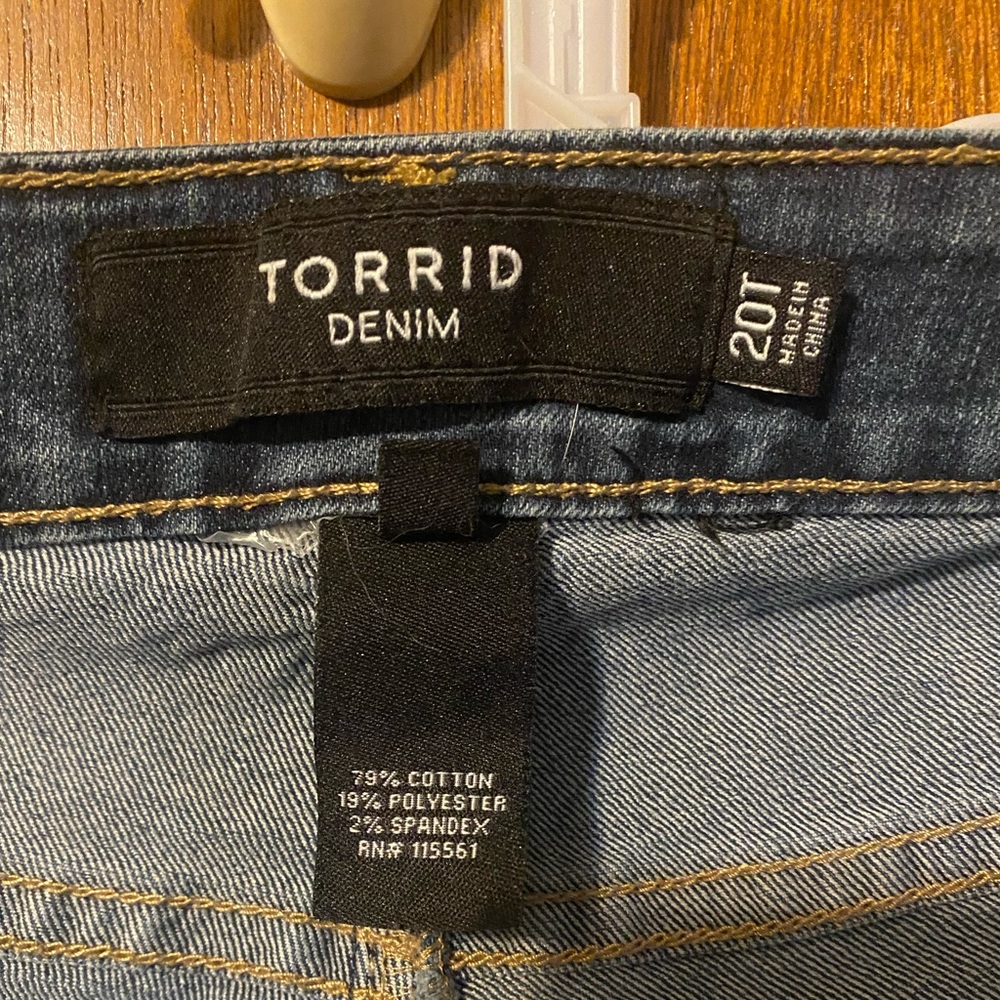 TORRID
DENIM
20T
MADE IN
CHINA
79% COTTON
19% POLYESTER
2% SPANDEX
RN# 115561